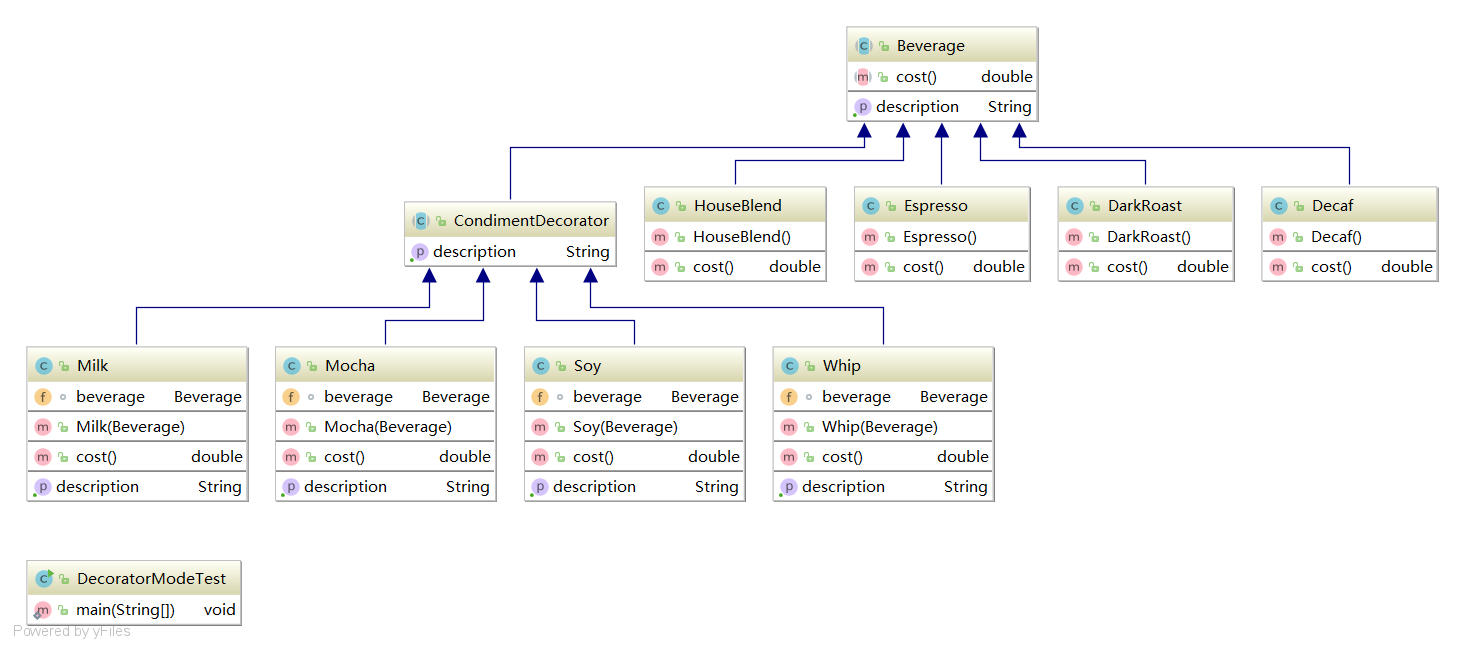 Beverage
cost() double
description String
CondimentDecorator
description String
HouseBlend
HouseBlend()
cost() double
Espresso
Espresso()
cost() double
DarkRoast
DarkRoast()
cost() double
Decaf
Decaf()
cost() double
Milk
beverage Beverage
Milk(Beverage)
cost() double
description String
Mocha
beverage Beverage
Mocha(Beverage)
cost() double
description String
Soy
beverage Beverage
Soy(Beverage)
cost() double
description String
Whip
beverage Beverage
Whip(Beverage)
cost() double
description String
DecoratorModeTest
main(String[]) void
Powered by yFiles